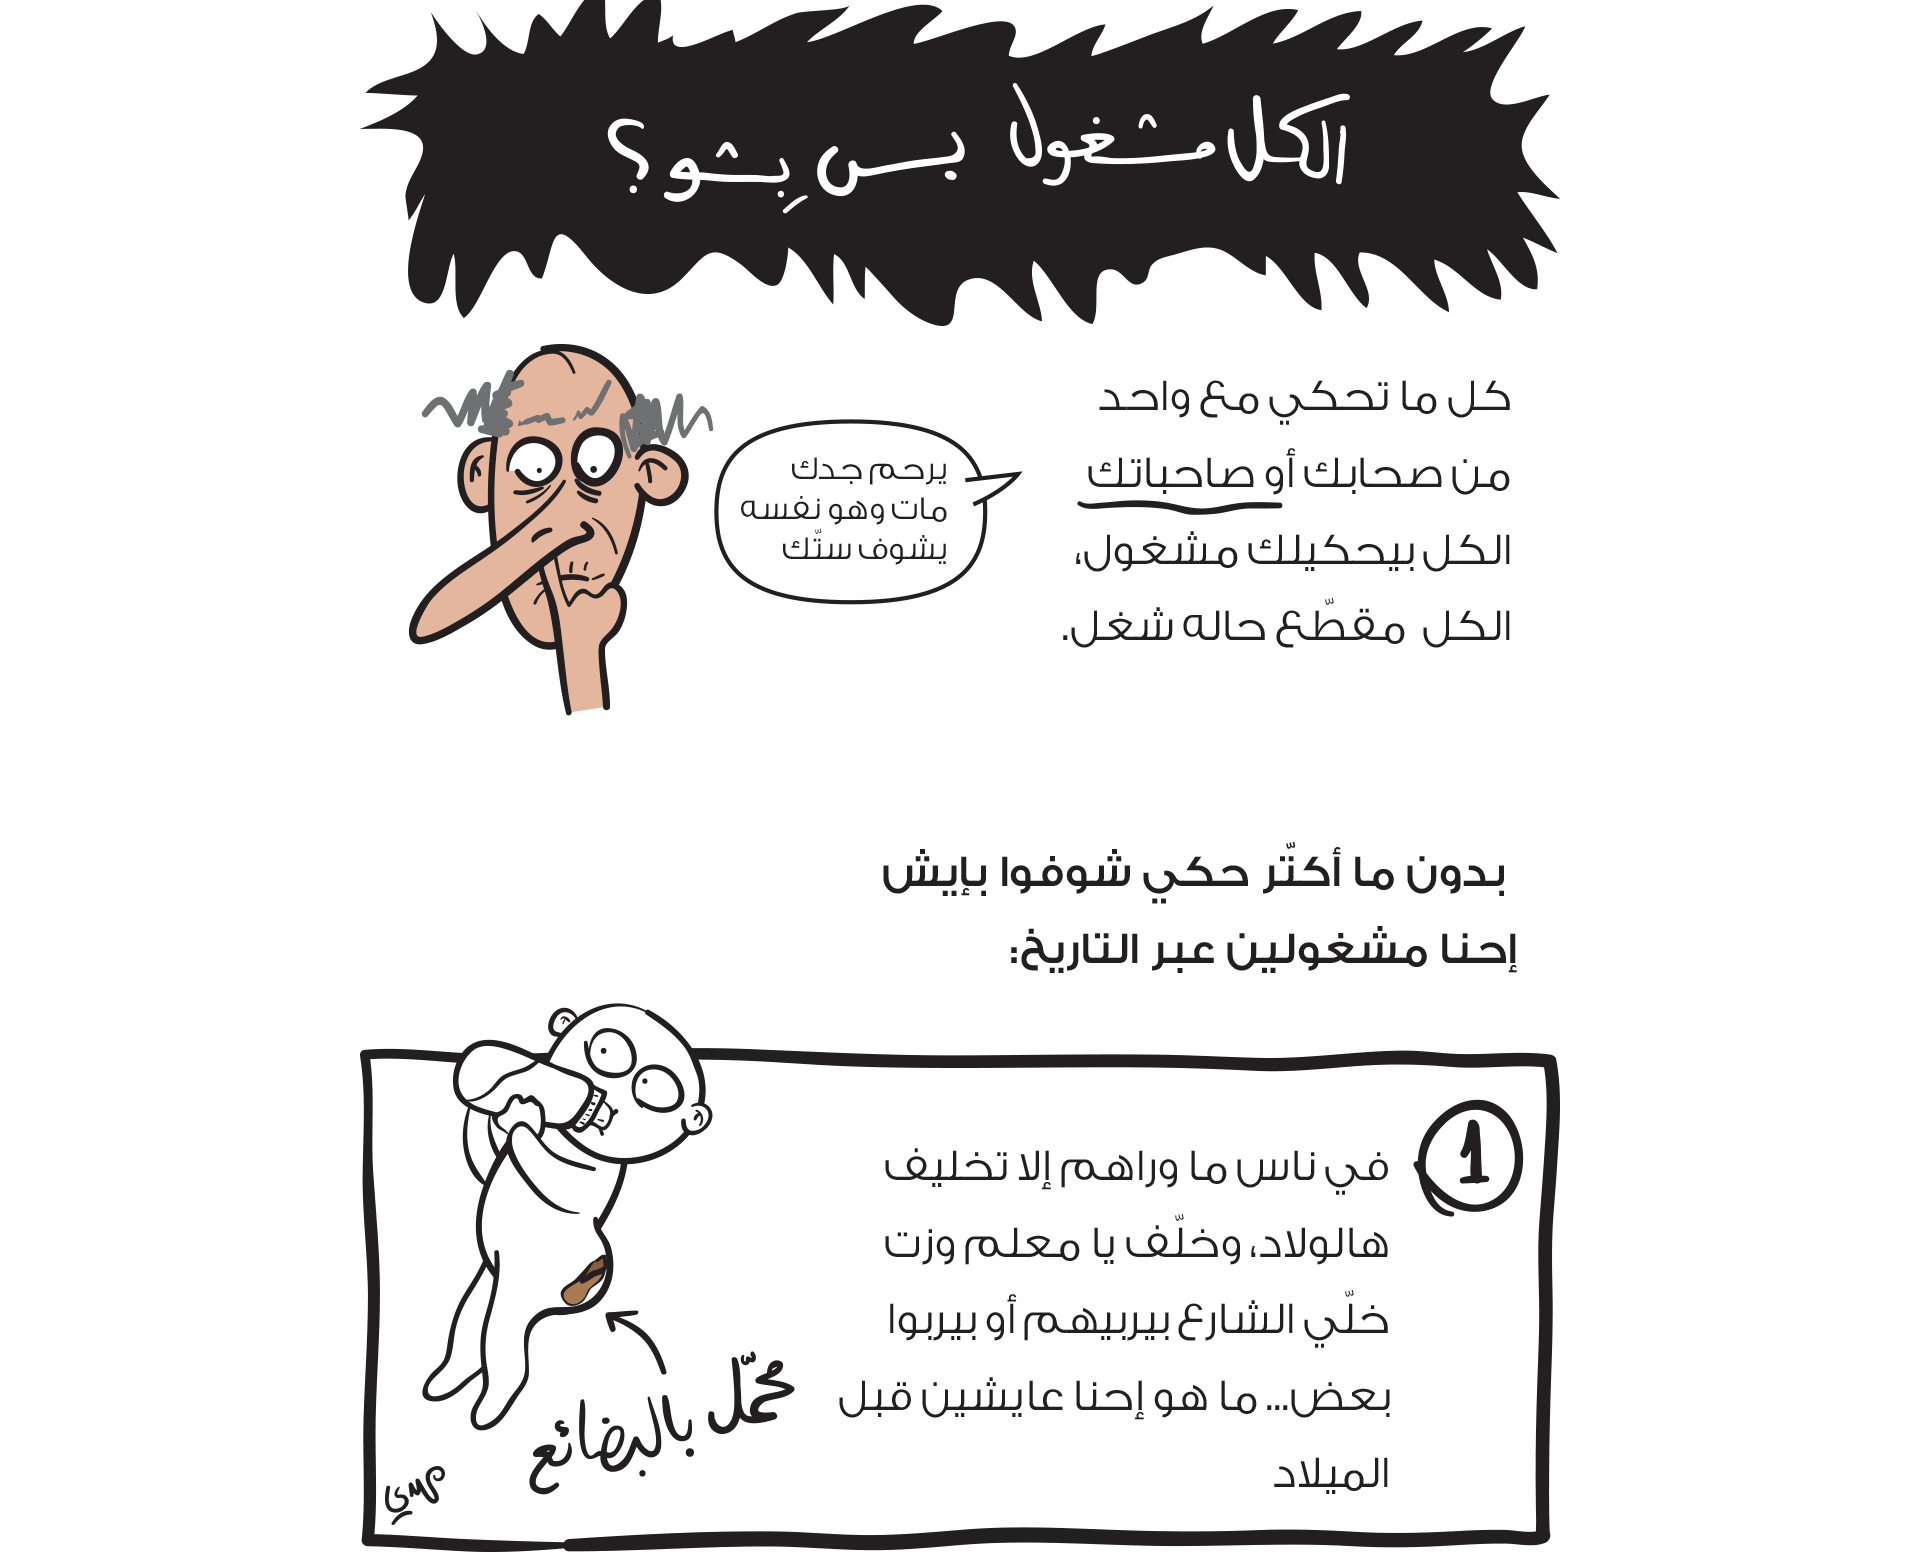 الكل مشغول بس بِشو؟
كل ما تحكي مع واحد
من صحابك أو صاحباتك
الكل بيحكيلك مشغول،
الكل مقطّع حاله شغل.
يرحم جدك
مات وهو نفسه
يشوف ستّك
بدون ما أكتّر حكي شوفوا بإيش
إحنا مشغولين عبر التاريخ:
1
في ناس ما وراهم إلا تخليف
هالولاد، وخلّف يا معلم وزت
خلّي الشارع بيربيهم أو بيربوا
بعض... ما هو إحنا عايشين قبل
الميلاد
محمّل بالبضائع